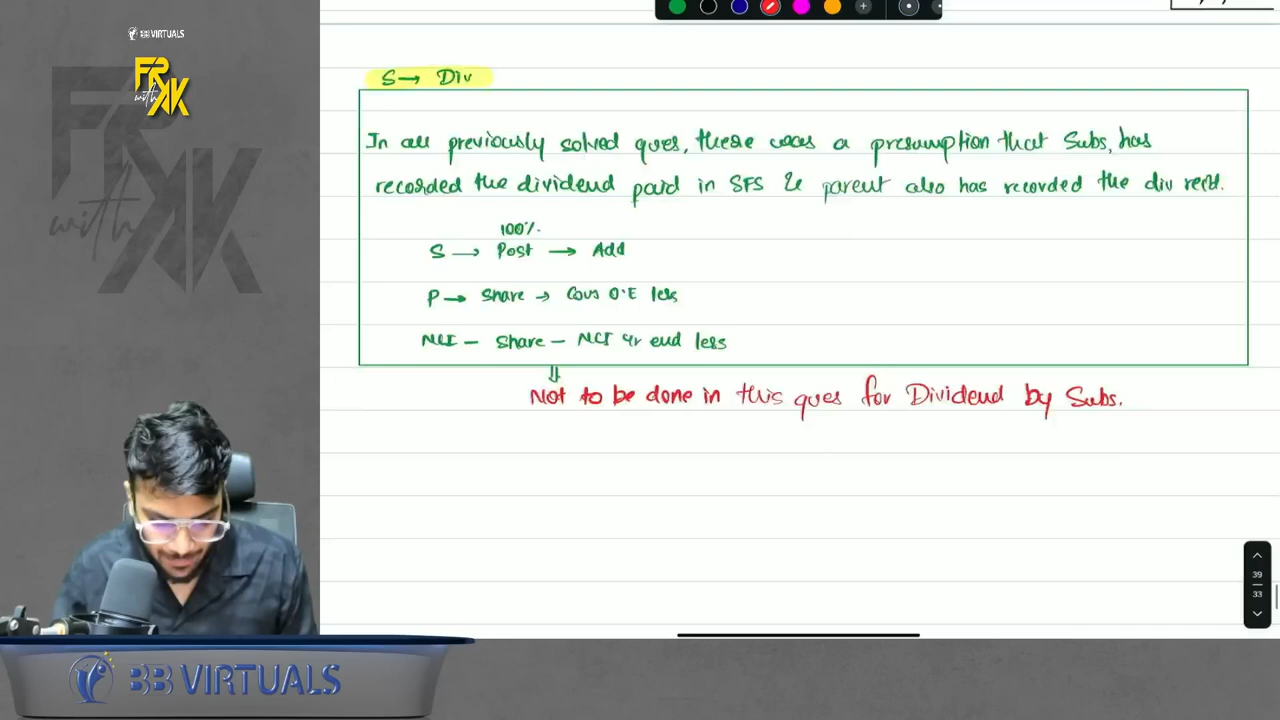 BB VIRTUALS
FR
with
KK
S → Div
In all previously solved ques, there was a presumption that Subs, has
recorded the dividend paid in SFS & parent also has recorded the div recd.
100%.
S → Post → Add
P → Share → Cons O.E less
NCI – Share – NCI Yr end less
⇓
Not to be done in this ques for Dividend by Subs.
39
33
BB VIRTUALS